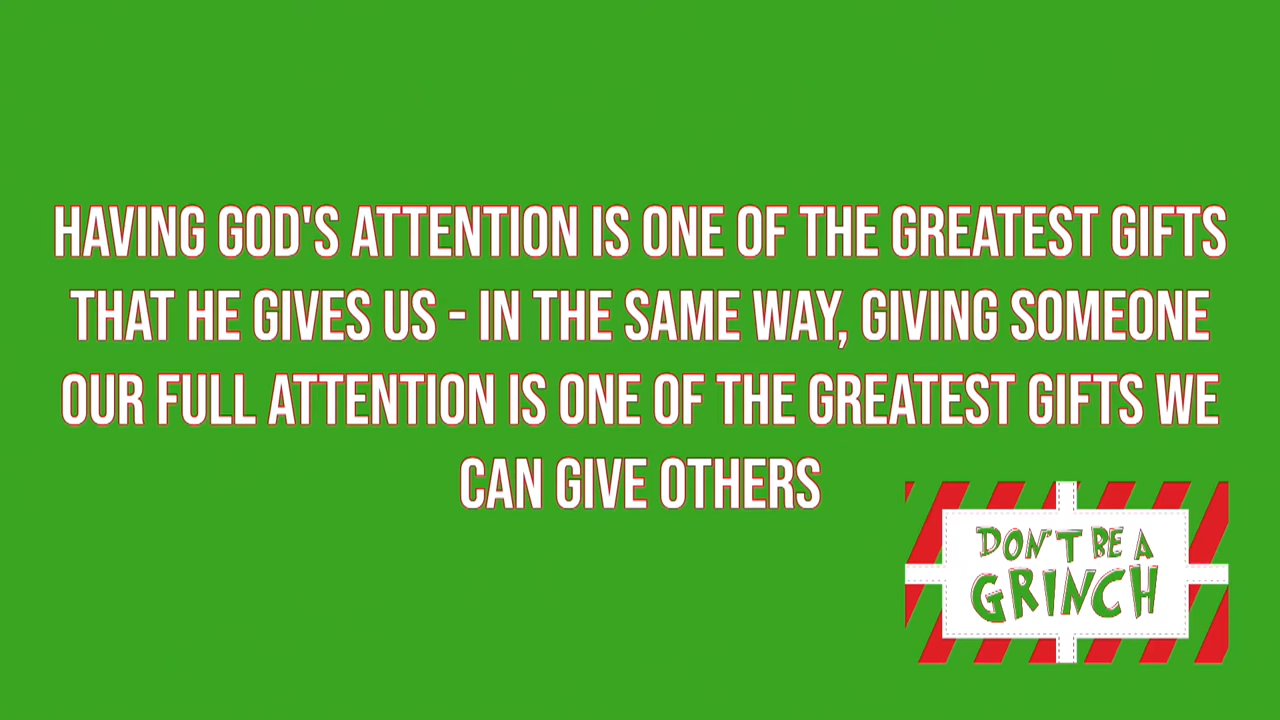 HAVING GOD'S ATTENTION IS ONE OF THE GREATEST GIFTS
THAT HE GIVES US - IN THE SAME WAY, GIVING SOMEONE
OUR FULL ATTENTION IS ONE OF THE GREATEST GIFTS WE
CAN GIVE OTHERS
DON'T BE A
GRINCH